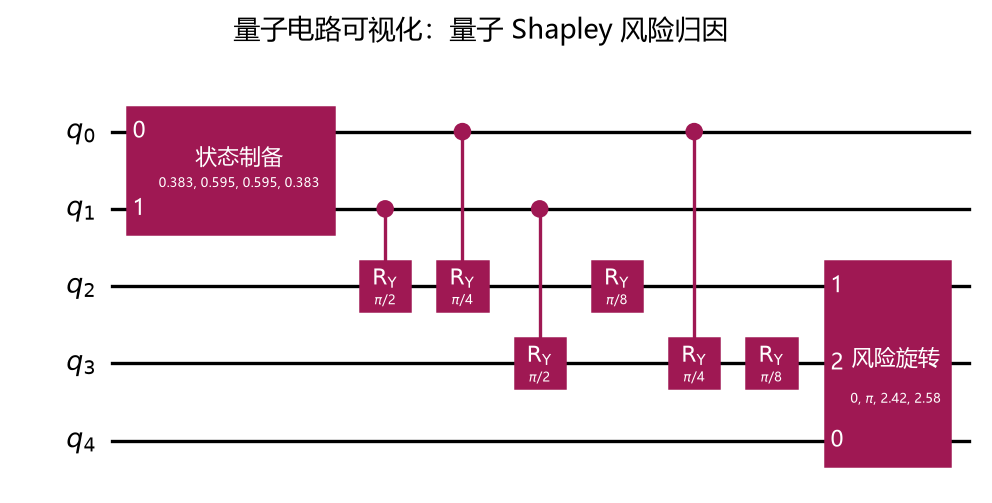 量子电路可视化：量子 Shapley 风险归因
q0
0
状态制备
0.383, 0.595, 0.595, 0.383
q1
1
q2
RY
π/2
RY
π/4
RY
π/8
1
q3
RY
π/2
RY
π/4
RY
π/8
2
风险旋转
0, π, 2.42, 2.58
q4
0